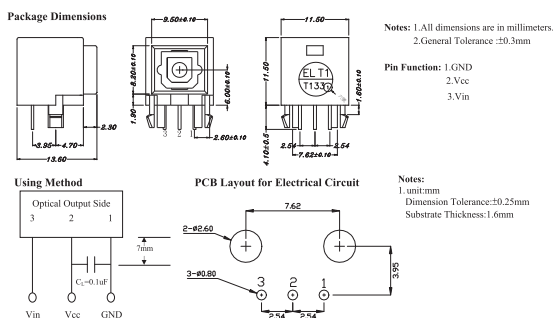 Package Dimensions
9.50±0.10
11.50
Notes: 1.All dimensions are in millimeters.
2.General Tolerance :±0.3mm
Pin Function: 1.GND
2.Vcc
3.Vin
8.20±0.10
6.00±0.10
1.90
3 2 1
2.60±0.10
2.30
3.95 4.70
13.60
11.50
EL T1
T133
1.60±0.10
4.10±0.5
2.54 2.54
7.62±0.10
Using Method
Optical Output Side
3 2 1
7mm
C₁=0.1uF
Vin Vcc GND
PCB Layout for Electrical Circuit
7.62
2-ø2.60
3.95
3-ø0.80
3 2 1
2.54 2.54
Notes:
1. unit:mm
Dimension Tolerance:±0.25mm
Substrate Thickness:1.6mm